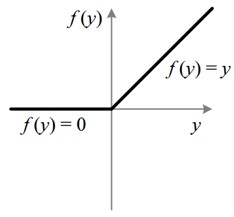 f(y)
f(y) = y
f(y) = 0
y